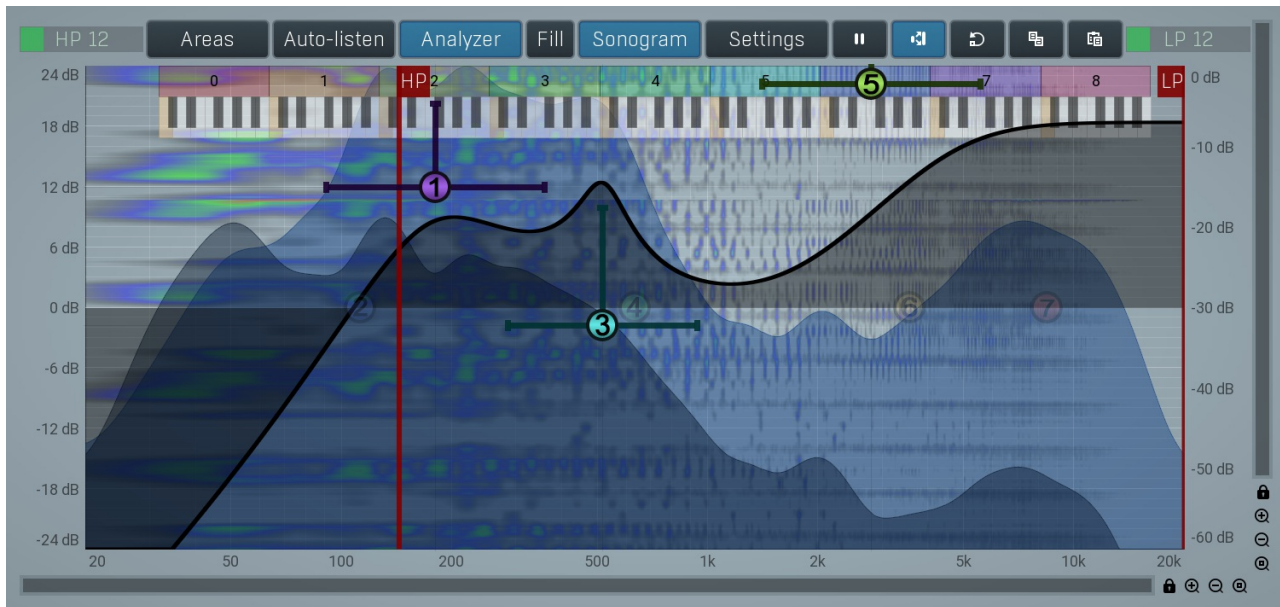 HP 12 Areas Auto-listen Analyzer Fill Sonogram Settings LP 12
24 dB 0 1 HP 2 3 4 5 5 7 8 LP 0 dB
18 dB -10 dB
12 dB 1
6 dB -20 dB
0 dB 2 4 6 7 -30 dB
3
-6 dB -40 dB
-12 dB
-18 dB -50 dB
-24 dB -60 dB
20 50 100 200 500 1k 2k 5k 10k 20k